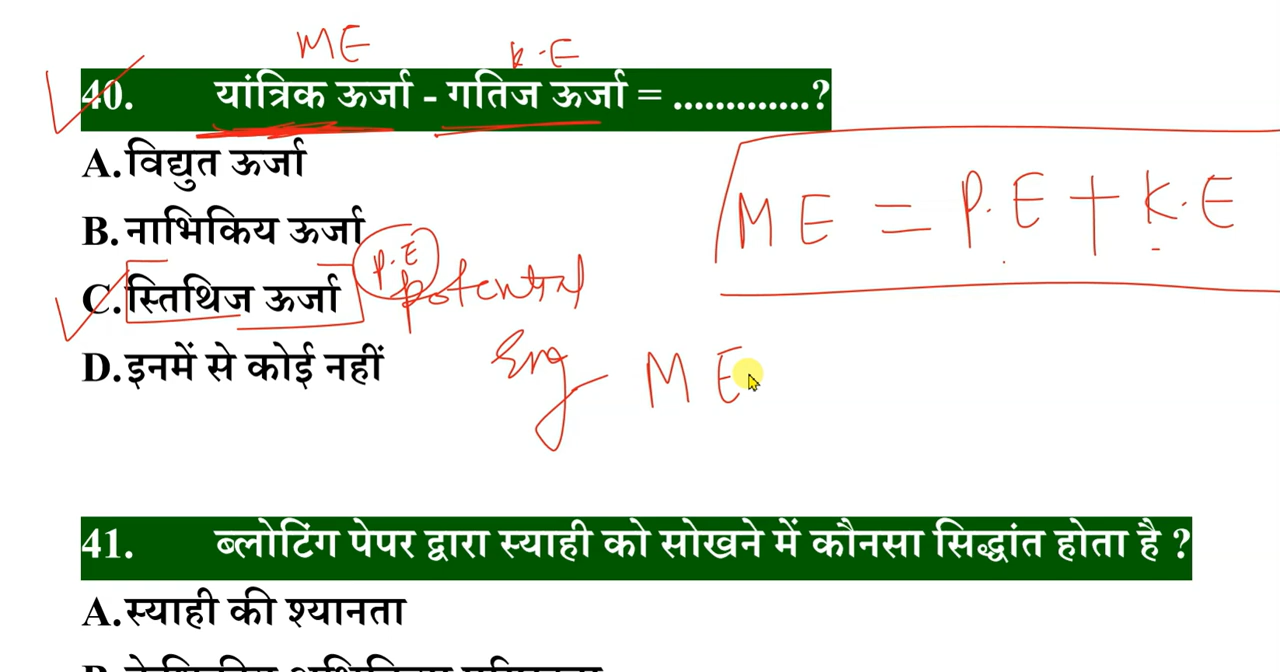 ME K.E
40. यांत्रिक ऊर्जा - गतिज ऊर्जा = .............?
A.विद्युत ऊर्जा
ME = P.E + K.E
B.नाभिकिय ऊर्जा
P.E
C.स्तिथिज ऊर्जा Potential
D.इनमें से कोई नहीं Eng ME
41. ब्लोटिंग पेपर द्वारा स्याही को सोखने में कौनसा सिद्धांत होता है ?
A.स्याही की श्यानता